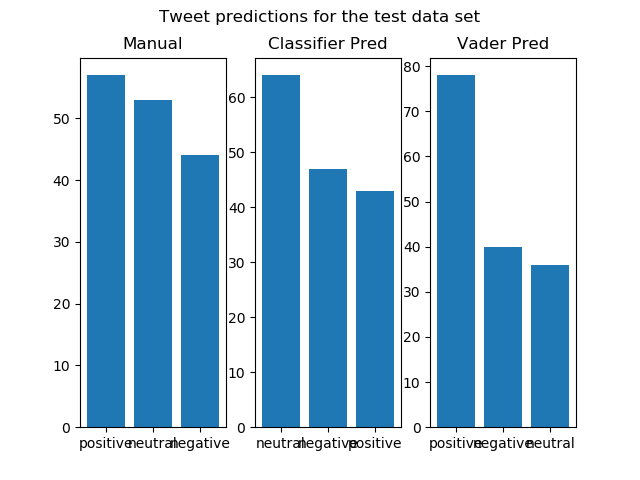 Tweet predictions for the test data set
Manual
Classifier Pred
Vader Pred
50
40
30
20
10
0
positive
neutral
negative
60
50
40
30
20
10
0
neutral
negative
positive
80
70
60
50
40
30
20
10
0
positive
negative
neutral